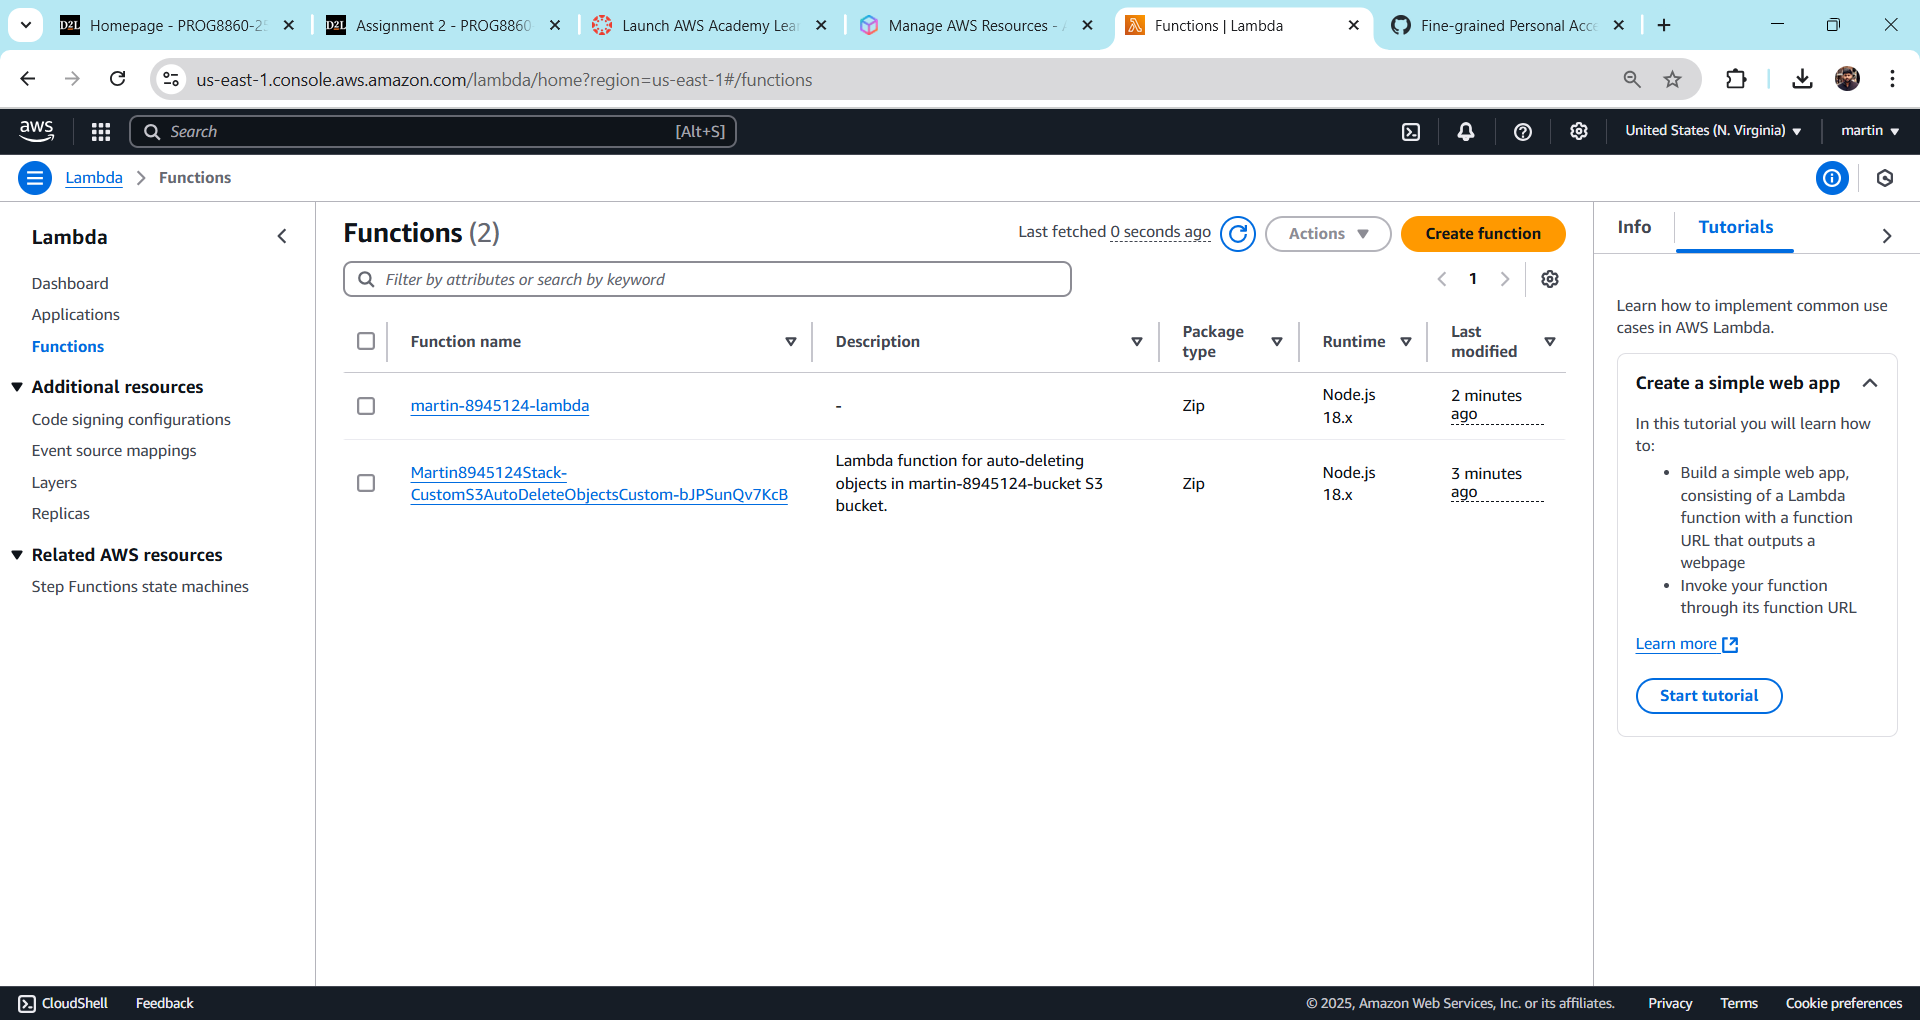 Homepage - PROG8860-25
Assignment 2 - PROG8860
Launch AWS Academy Lea
Manage AWS Resources -
Functions | Lambda
Fine-grained Personal Acce
us-east-1.console.aws.amazon.com/lambda/home?region=us-east-1#/functions
aws
Search
[Alt+S]
United States (N. Virginia)
martin
Lambda
Functions
Lambda
Dashboard
Applications
Functions
Additional resources
Code signing configurations
Event source mappings
Layers
Replicas
Related AWS resources
Step Functions state machines
Functions (2)
Last fetched 0 seconds ago
Actions
Create function
Filter by attributes or search by keyword
1
Function name
Description
Package
type
Runtime
Last
modified
martin-8945124-lambda
-
Zip
Node.js
18.x
2 minutes
ago
Martin8945124Stack-
CustomS3AutoDeleteObjectsCustom-bJPSunQv7KcB
Lambda function for auto-deleting
objects in martin-8945124-bucket S3
bucket.
Zip
Node.js
18.x
3 minutes
ago
Info
Tutorials
Learn how to implement common use
cases in AWS Lambda.
Create a simple web app
In this tutorial you will learn how
to:
• Build a simple web app,
consisting of a Lambda
function with a function
URL that outputs a
webpage
• Invoke your function
through its function URL
Learn more
Start tutorial
CloudShell
Feedback
© 2025, Amazon Web Services, Inc. or its affiliates.
Privacy
Terms
Cookie preferences